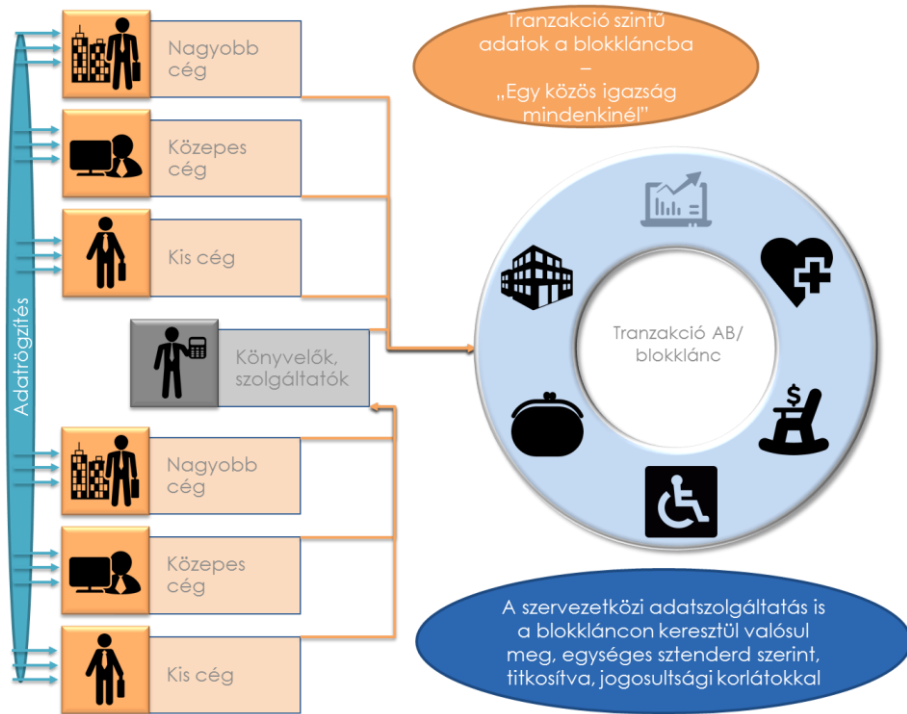 Adatrögzítés
Nagyobb
cég
Közepes
cég
Kis cég
Könyvelők,
szolgáltatók
Nagyobb
cég
Közepes
cég
Kis cég
Tranzakció szintű
adatok a blokkláncba
–
„Egy közös igazság
mindenkinél”
$
Tranzakció AB/
blokklánc
A szervezetközi adatszolgáltatás is
a blokkláncon keresztül valósul
meg, egységes sztenderd szerint,
titkosítva, jogosultsági korlátokkal